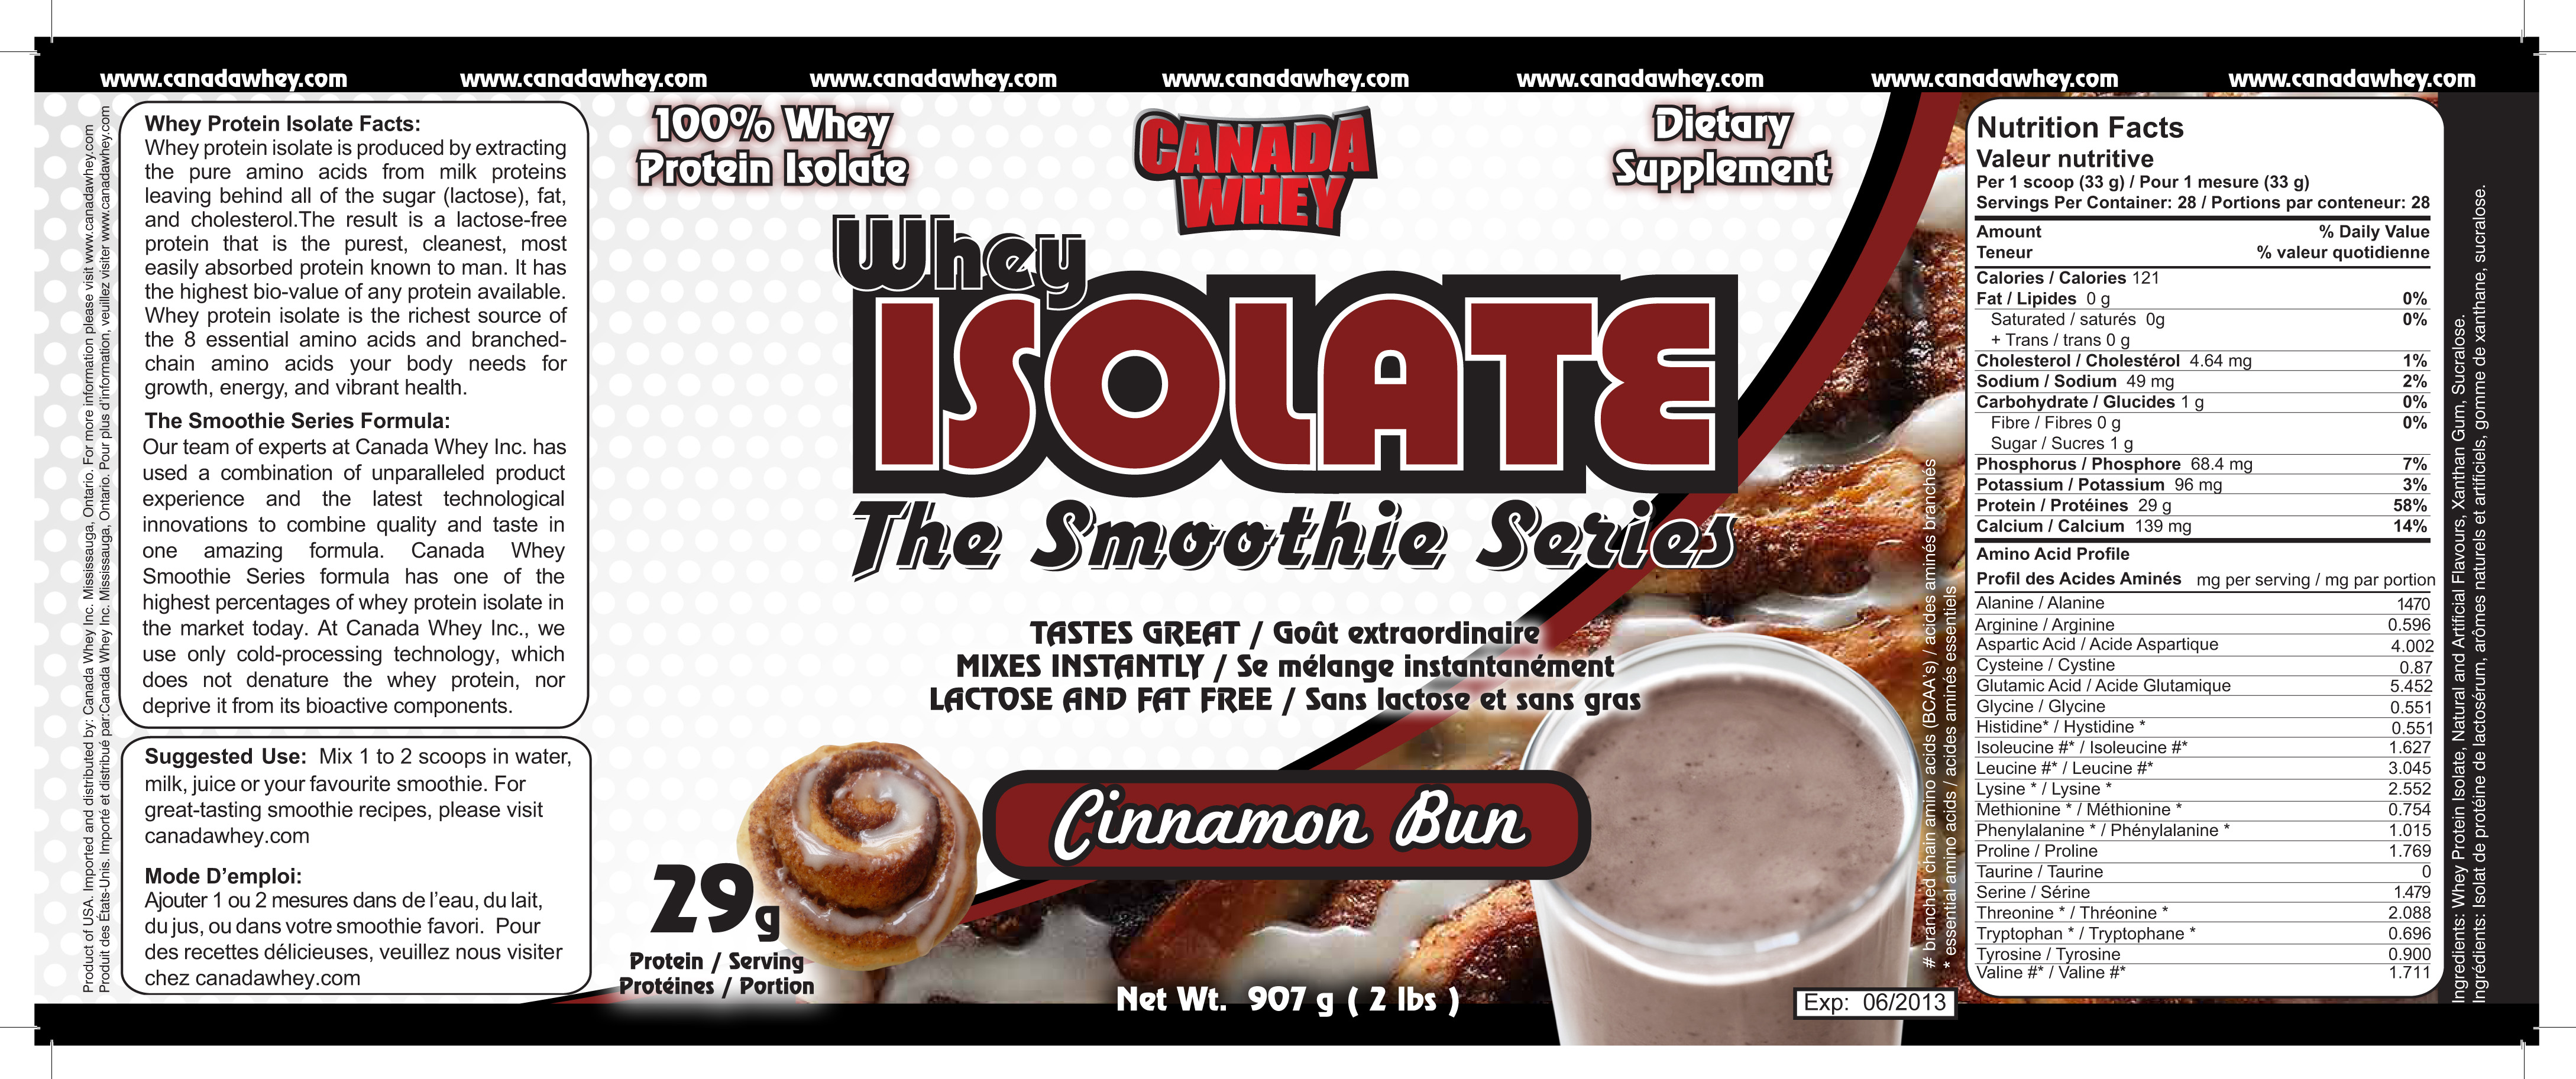 www.canadawhey.com www.canadawhey.com www.canadawhey.com www.canadawhey.com www.canadawhey.com www.canadawhey.com www.canadawhey.com
Product of USA. Imported and distributed by: Canada Whey Inc. Mississauga, Ontario. For more information please visit www.canadawhey.com
Produit des États-Unis. Importé et distribué par:Canada Whey Inc. Mississauga, Ontario. Pour plus d'information, veuillez visiter www.canadawhey.com
Whey Protein Isolate Facts:
Whey protein isolate is produced by extracting
the pure amino acids from milk proteins
leaving behind all of the sugar (lactose), fat,
and cholesterol.The result is a lactose-free
protein that is the purest, cleanest, most
easily absorbed protein known to man. It has
the highest bio-value of any protein available.
Whey protein isolate is the richest source of
the 8 essential amino acids and branched-
chain amino acids your body needs for
growth, energy, and vibrant health.
The Smoothie Series Formula:
Our team of experts at Canada Whey Inc. has
used a combination of unparalleled product
experience and the latest technological
innovations to combine quality and taste in
one amazing formula. Canada Whey
Smoothie Series formula has one of the
highest percentages of whey protein isolate in
the market today. At Canada Whey Inc., we
use only cold-processing technology, which
does not denature the whey protein, nor
deprive it from its bioactive components.
Suggested Use: Mix 1 to 2 scoops in water,
milk, juice or your favourite smoothie. For
great-tasting smoothie recipes, please visit
canadawhey.com
Mode D'emploi:
Ajouter 1 ou 2 mesures dans de l'eau, du lait,
du jus, ou dans votre smoothie favori. Pour
des recettes délicieuses, veuillez nous visiter
chez canadawhey.com
100% Whey
Protein Isolate
CANADA
WHEY
Dietary
Supplement
Whey
ISOLATE
The Smoothie Series
TASTES GREAT / Goût extraordinaire
MIXES INSTANTLY / Se mélange instantanément
LACTOSE AND FAT FREE / Sans lactose et sans gras
Cinnamon Bun
29g
Protein / Serving
Protéines / Portion
Net Wt. 907 g ( 2 lbs )
Exp: 06/2013
# branched chain amino acids (BCAA's) / acides aminés branchés
* essential amino acids / acides aminés essentiels
Nutrition Facts
Valeur nutritive
Per 1 scoop (33 g) / Pour 1 mesure (33 g)
Servings Per Container: 28 / Portions par conteneur: 28
Amount % Daily Value
Teneur % valeur quotidienne
Calories / Calories 121
Fat / Lipides 0 g 0%
Saturated / saturés 0g 0%
+ Trans / trans 0 g
Cholesterol / Cholestérol 4.64 mg 1%
Sodium / Sodium 49 mg 2%
Carbohydrate / Glucides 1 g 0%
Fibre / Fibres 0 g 0%
Sugar / Sucres 1 g
Phosphorus / Phosphore 68.4 mg 7%
Potassium / Potassium 96 mg 3%
Protein / Protéines 29 g 58%
Calcium / Calcium 139 mg 14%
Amino Acid Profile
Profil des Acides Aminés mg per serving / mg par portion
Alanine / Alanine 1470
Arginine / Arginine 0.596
Aspartic Acid / Acide Aspartique 4.002
Cysteine / Cystine 0.87
Glutamic Acid / Acide Glutamique 5.452
Glycine / Glycine 0.551
Histidine* / Hystidine * 0.551
Isoleucine #* / Isoleucine #* 1.627
Leucine #* / Leucine #* 3.045
Lysine * / Lysine * 2.552
Methionine * / Méthionine * 0.754
Phenylalanine * / Phénylalanine * 1.015
Proline / Proline 1.769
Taurine / Taurine 0
Serine / Sérine 1.479
Threonine * / Thréonine * 2.088
Tryptophan * / Tryptophane * 0.696
Tyrosine / Tyrosine 0.900
Valine #* / Valine #* 1.711
Ingredients: Whey Protein Isolate, Natural and Artificial Flavours, Xanthan Gum, Sucralose.
Ingrédients: Isolat de protéine de lactosérum, arômes naturels et artificiels, gomme de xanthane, sucralose.